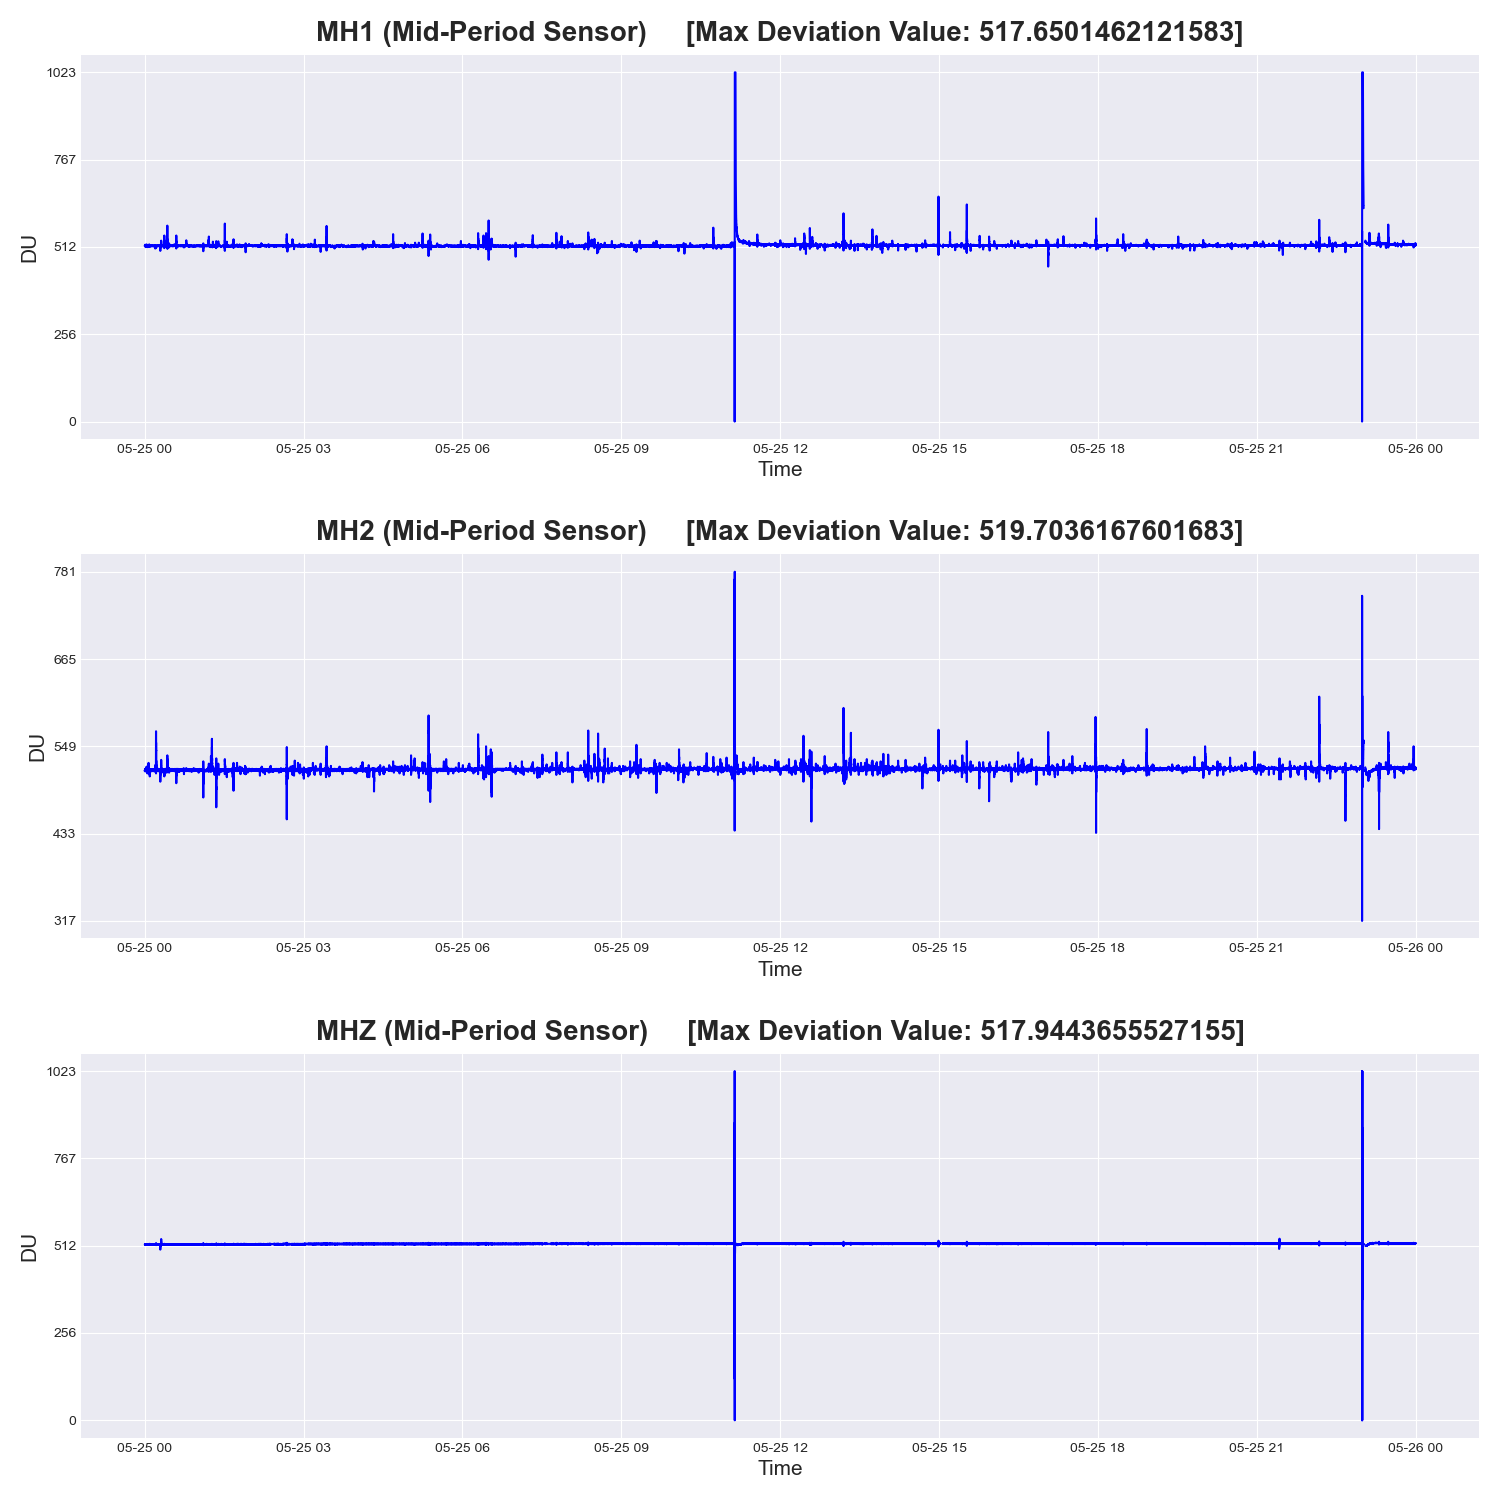 MH1 (Mid-Period Sensor) [Max Deviation Value: 517.6501462121583]
1023
767
512
256
0
DU
05-25 00 05-25 03 05-25 06 05-25 09 05-25 12 05-25 15 05-25 18 05-25 21 05-26 00
Time
MH2 (Mid-Period Sensor) [Max Deviation Value: 519.7036167601683]
781
665
549
433
317
DU
05-25 00 05-25 03 05-25 06 05-25 09 05-25 12 05-25 15 05-25 18 05-25 21 05-26 00
Time
MHZ (Mid-Period Sensor) [Max Deviation Value: 517.9443655527155]
1023
767
512
256
0
DU
05-25 00 05-25 03 05-25 06 05-25 09 05-25 12 05-25 15 05-25 18 05-25 21 05-26 00
Time